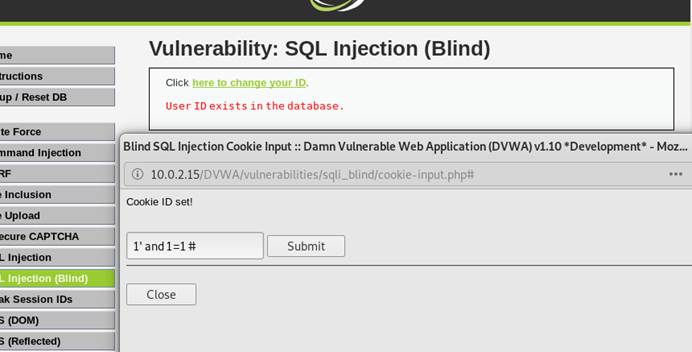 Vulnerability: SQL Injection (Blind)
Click here to change your ID.
User ID exists in the database.
me
tructions
up / Reset DB
te Force
mmand Injection
RF
e Inclusion
e Upload
ecure CAPTCHA
L Injection
L Injection (Blind)
ak Session IDs
S (DOM)
S (Reflected)
Blind SQL Injection Cookie Input :: Damn Vulnerable Web Application (DVWA) v1.10 *Development* - Moz...
10.0.2.15/DVWA/vulnerabilities/sqli_blind/cookie-input.php#
Cookie ID set!
1' and 1=1 # Submit
Close